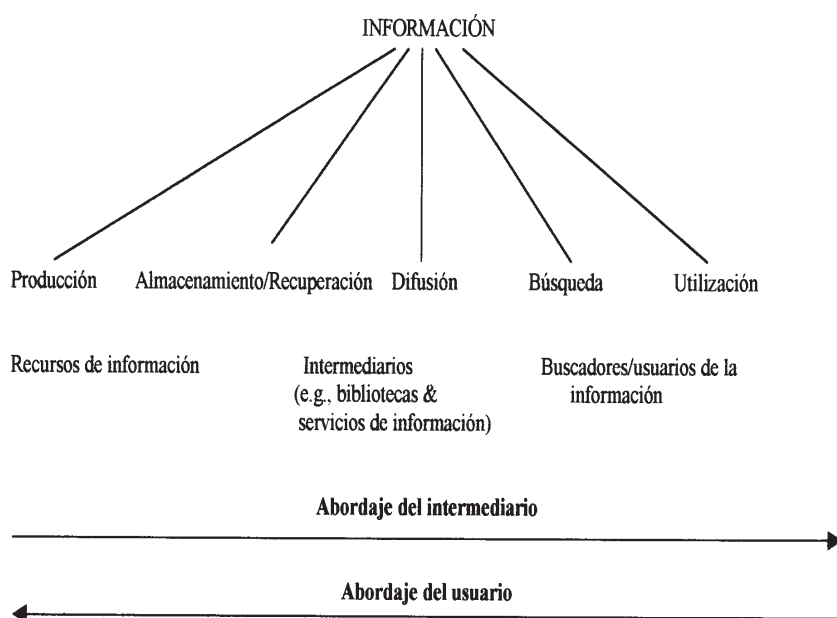 INFORMACIÓN
Producción Almacenamiento/Recuperación Difusión Búsqueda Utilización
Recursos de información Intermediarios Buscadores/usuarios de la
(e.g., bibliotecas & información
servicios de información)
Abordaje del intermediario
Abordaje del usuario